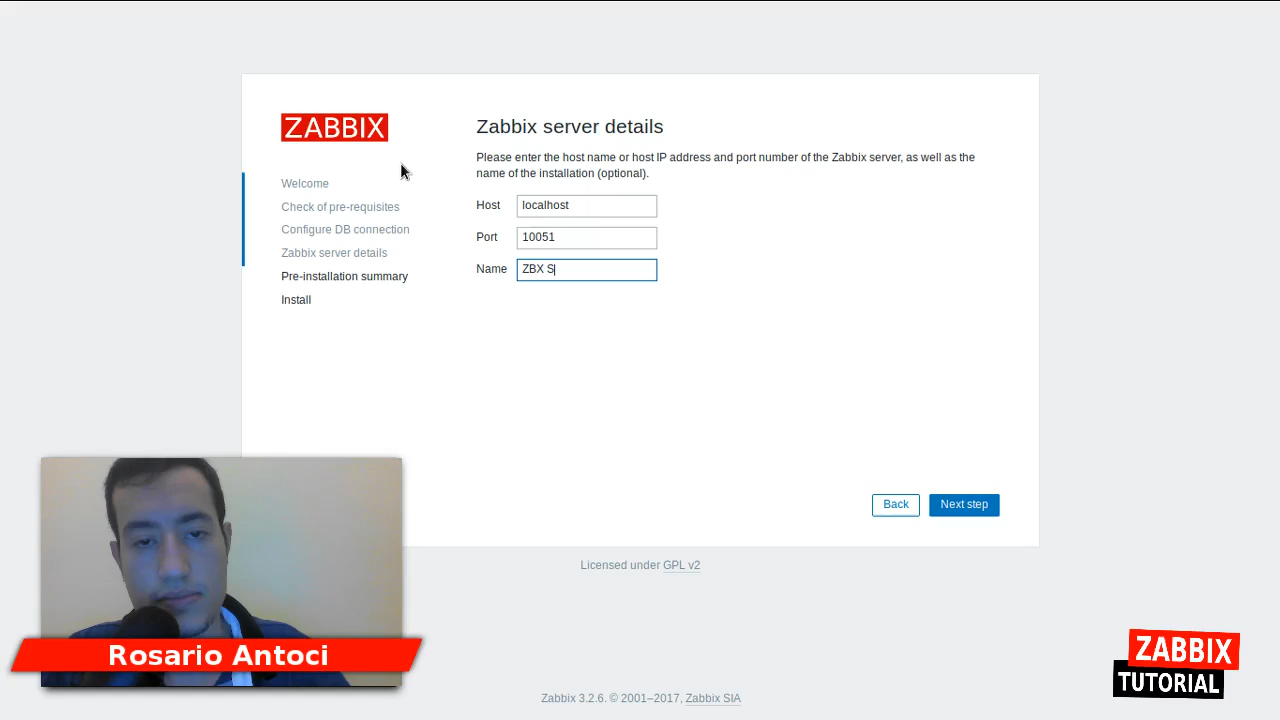 ZABBIX
Welcome
Check of pre-requisites
Configure DB connection
Zabbix server details
Pre-installation summary
Install
Zabbix server details
Please enter the host name or host IP address and port number of the Zabbix server, as well as the
name of the installation (optional).
Host localhost
Port 10051
Name ZBX S
Back Next step
Licensed under GPL v2
Rosario Antoci
Zabbix 3.2.6. © 2001–2017, Zabbix SIA
ZABBIX
TUTORIAL